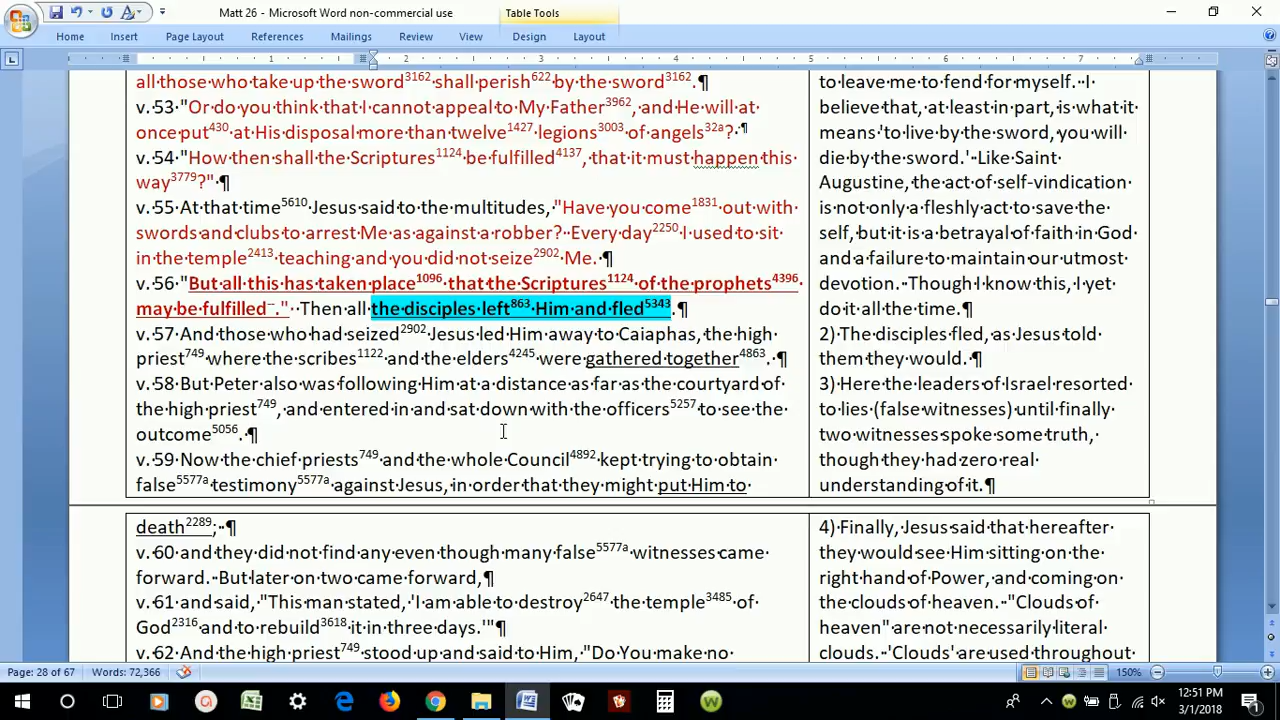 Matt 26 - Microsoft Word non-commercial use
Table Tools
Home Insert Page Layout References Mailings Review View Design Layout
1 2 3 4 5 6 7
all those who take up the sword3162 shall perish622 by the sword3162.¶
v.53 "Or do you think that I cannot appeal to My Father3962, and He will at
once put430 at His disposal more than twelve1427 legions3003 of angels32a? ¶
v.54 "How then shall the Scriptures1124 be fulfilled4137, that it must happen this
way3779?" ¶
v.55 At that time5610 Jesus said to the multitudes, "Have you come1831 out with
swords and clubs to arrest Me as against a robber? Every day2250 I used to sit
in the temple2413 teaching and you did not seize2902 Me. ¶
v.56 "But all this has taken place1096 that the Scriptures1124 of the prophets4396
may be fulfilled--." Then all the disciples left863 Him and fled5343.¶
v.57 And those who had seized2902 Jesus led Him away to Caiaphas, the high
priest749 where the scribes1122 and the elders4245 were gathered together4863. ¶
v.58 But Peter also was following Him at a distance as far as the courtyard of
the high priest749, and entered in and sat down with the officers5257 to see the
outcome5056. ¶
v.59 Now the chief priests749 and the whole Council4892 kept trying to obtain
false5577a testimony5577a against Jesus, in order that they might put Him to
death2289; ¶
v.60 and they did not find any even though many false5577a witnesses came
forward. But later on two came forward,¶
v.61 and said, "This man stated, 'I am able to destroy2647 the temple3485 of
God2316 and to rebuild3618 it in three days.'"¶
v.62 And the high priest749 stood up and said to Him, "Do You make no
to leave me to fend for myself. I
believe that, at least in part, is what it
means 'to live by the sword, you will
die by the sword.' Like Saint
Augustine, the act of self-vindication
is not only a fleshly act to save the
self, but it is a betrayal of faith in God
and a failure to maintain our utmost
devotion. Though I know this, I yet
do it all the time.¶
2) The disciples fled, as Jesus told
them they would. ¶
3) Here the leaders of Israel resorted
to lies (false witnesses) until finally
two witnesses spoke some truth,
though they had zero real
understanding of it.¶
4) Finally, Jesus said that hereafter
they would see Him sitting on the
right hand of Power, and coming on
the clouds of heaven. "Clouds of
heaven" are not necessarily literal
clouds. 'Clouds' are used throughout
Page: 28 of 67 Words: 72,366 150%
12:51 PM
3/1/2018